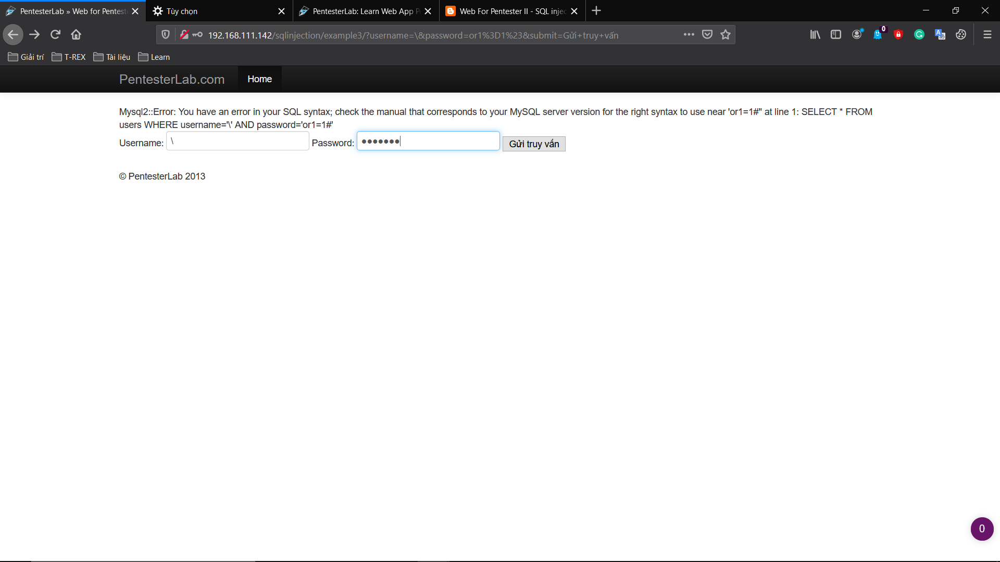 PentesterLab » Web for Pentest
Tùy chọn
PentesterLab: Learn Web App P
Web For Pentester II - SQL injec
192.168.111.142/sqlinjection/example3/?username=\&password=or1%3D1%23&submit=Gửi+truy+vấn
0
Giải trí
T-REX
Tài liệu
Learn
PentesterLab.com
Home
Mysql2::Error: You have an error in your SQL syntax; check the manual that corresponds to your MySQL server version for the right syntax to use near 'or1=1#'' at line 1: SELECT * FROM
users WHERE username='\' AND password='or1=1#'
Username: \ Password: ●●●●●●● Gửi truy vấn
© PentesterLab 2013
0